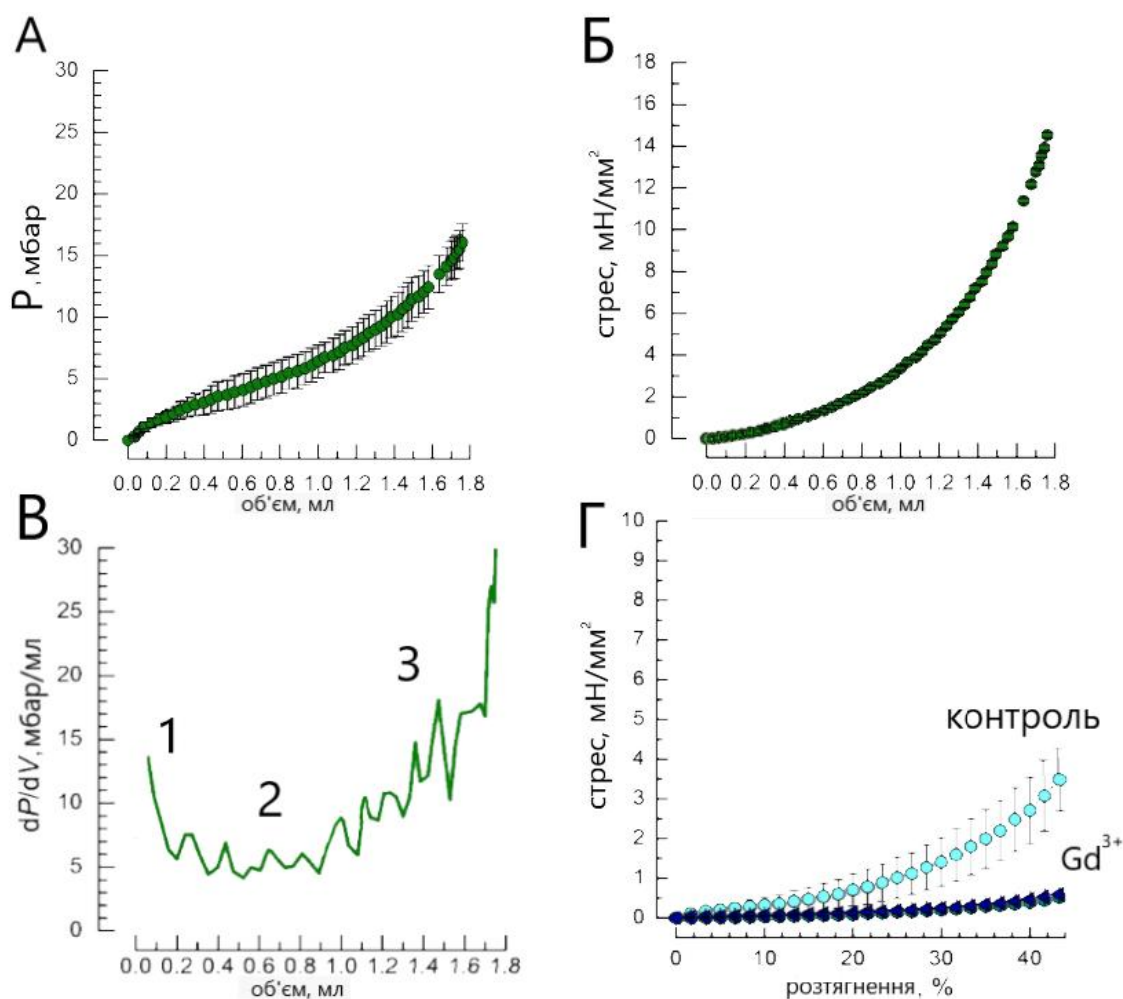 А
30
25
20
15
10
5
0
P, мбар
0.0 0.2 0.4 0.6 0.8 1.0 1.2 1.4 1.6 1.8
об'єм, мл
Б
18
16
14
12
10
8
6
4
2
0
стрес, мН/мм²
0.0 0.2 0.4 0.6 0.8 1.0 1.2 1.4 1.6 1.8
об'єм, мл
В
30
25
20
15
10
5
0
dP/dV, мбар/мл
1
2
3
0.0 0.2 0.4 0.6 0.8 1.0 1.2 1.4 1.6 1.8
об'єм, мл
Г
10
9
8
7
6
5
4
3
2
1
0
стрес, мН/мм²
контроль
Gd³⁺
0 10 20 30 40
розтягнення, %